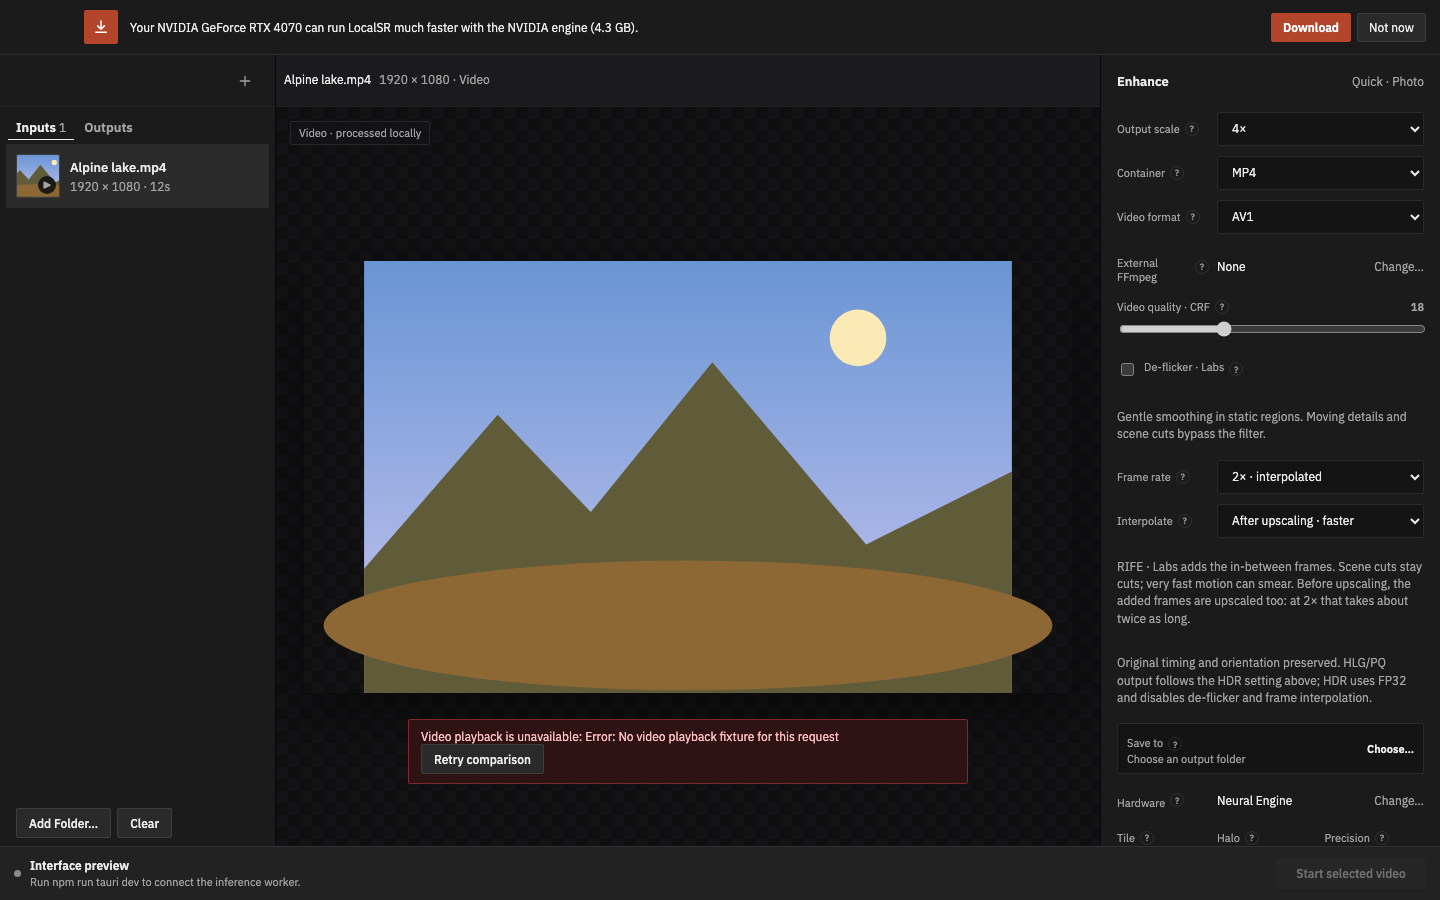 Your NVIDIA GeForce RTX 4070 can run LocalSR much faster with the NVIDIA engine (4.3 GB).
Download
Not now
+
Inputs 1
Outputs
Alpine lake.mp4
1920 × 1080 · 12s
Add Folder...
Clear
Alpine lake.mp4 1920 × 1080 · Video
Video · processed locally
Video playback is unavailable: Error: No video playback fixture for this request
Retry comparison
Enhance
Quick · Photo
Output scale ?
4×
Container ?
MP4
Video format ?
AV1
External
FFmpeg
?
None
Change...
Video quality · CRF ?
18
De-flicker · Labs ?
Gentle smoothing in static regions. Moving details and
scene cuts bypass the filter.
Frame rate ?
2× · interpolated
Interpolate ?
After upscaling · faster
RIFE · Labs adds the in-between frames. Scene cuts stay
cuts; very fast motion can smear. Before upscaling, the
added frames are upscaled too: at 2× that takes about
twice as long.
Original timing and orientation preserved. HLG/PQ
output follows the HDR setting above; HDR uses FP32
and disables de-flicker and frame interpolation.
Save to ?
Choose an output folder
Choose...
Hardware ?
Neural Engine
Change...
Tile ?
Halo ?
Precision ?
Interface preview
Run npm run tauri dev to connect the inference worker.
Start selected video